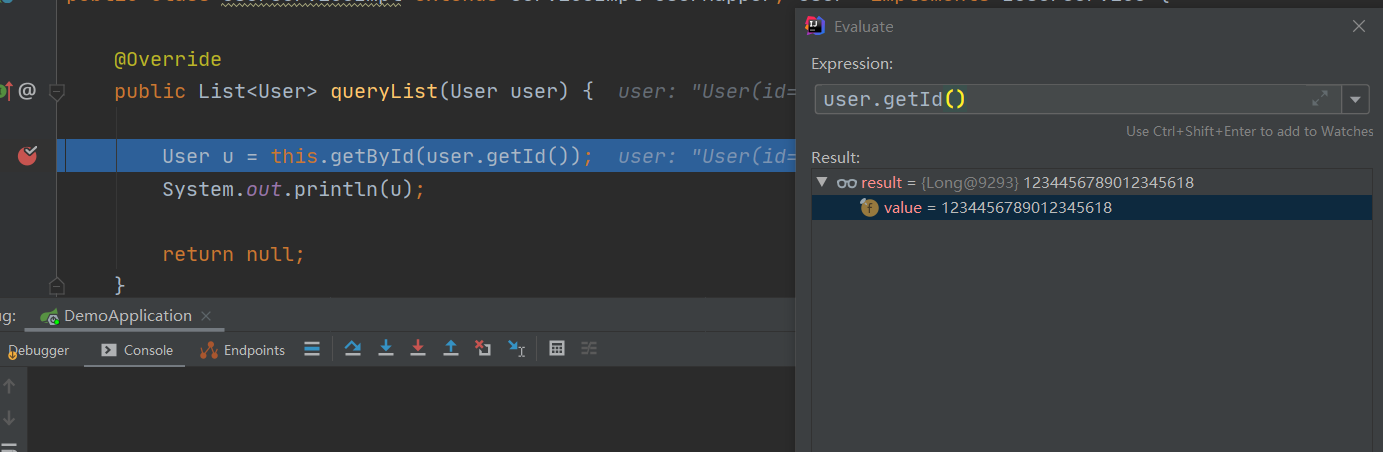 @Override
public List<User> queryList(User user) { user: "User(id=
User u = this.getById(user.getId()); user: "User(id=
System.out.println(u);
return null;
}
DemoApplication
Debugger Console Endpoints
Evaluate
Expression:
user.getId()
Use Ctrl+Shift+Enter to add to Watches
Result:
result = {Long@9293} 1234456789012345618
value = 1234456789012345618